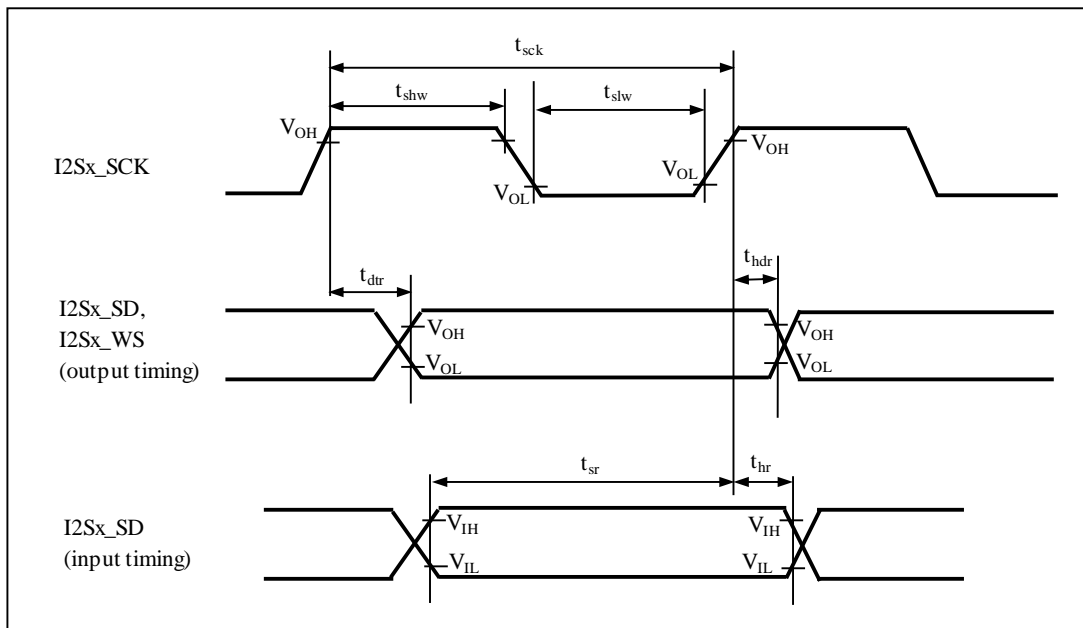 t_sck
t_shw
t_slw
V_OH
V_OH
I2Sx_SCK
V_OL
V_OL
t_hdr
t_dtr
I2Sx_SD,
I2Sx_WS
(output timing)
V_OH
V_OH
V_OL
V_OL
t_sr
t_hr
I2Sx_SD
(input timing)
V_IH
V_IH
V_IL
V_IL